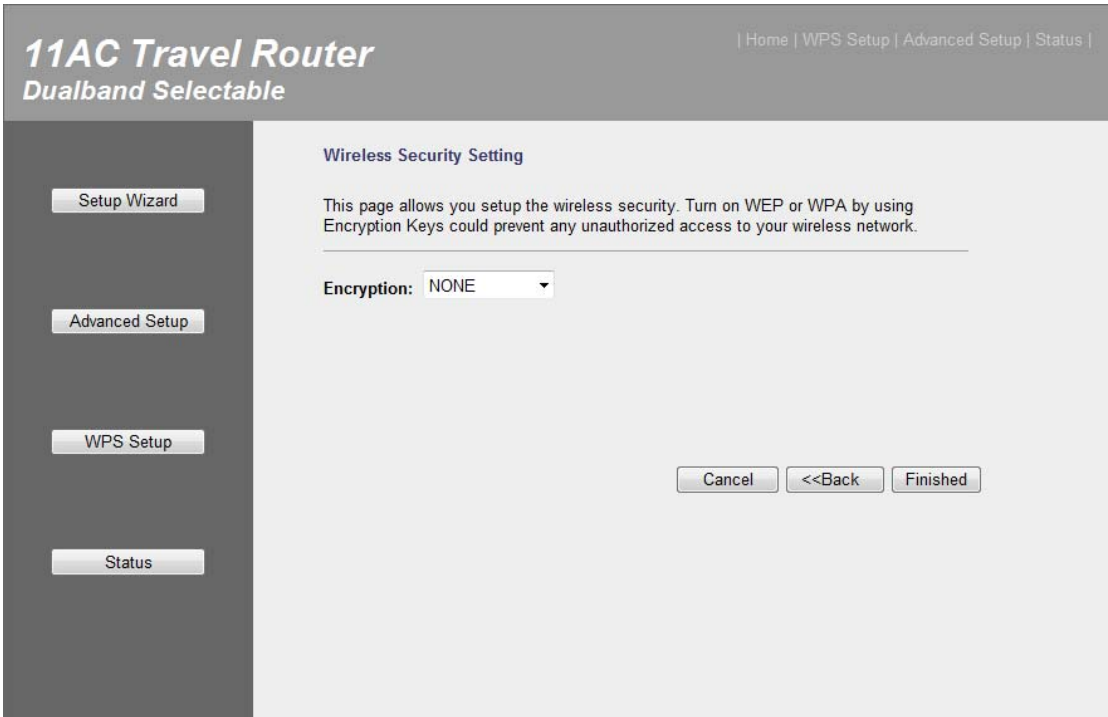 11AC Travel Router
Dualband Selectable
| Home | WPS Setup | Advanced Setup | Status |
Setup Wizard
Advanced Setup
WPS Setup
Status
Wireless Security Setting
This page allows you setup the wireless security. Turn on WEP or WPA by using
Encryption Keys could prevent any unauthorized access to your wireless network.
Encryption: NONE
Cancel <<Back Finished